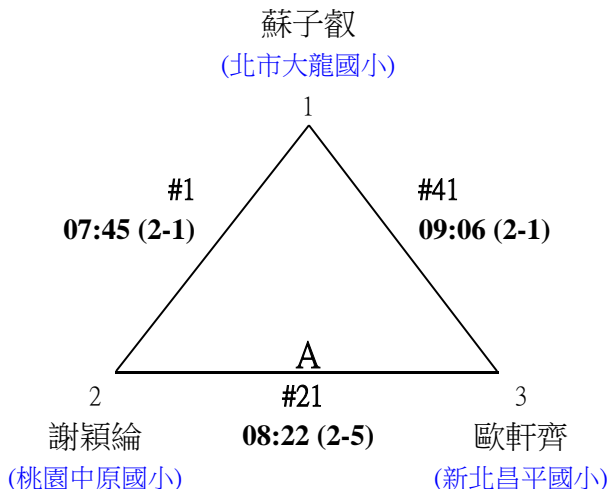 蘇子叡
(北市大龍國小)
1
#1
07:45 (2-1)
#41
09:06 (2-1)
A
2
#21
3
謝穎綸
08:22 (2-5)
歐軒齊
(桃園中原國小)
(新北昌平國小)